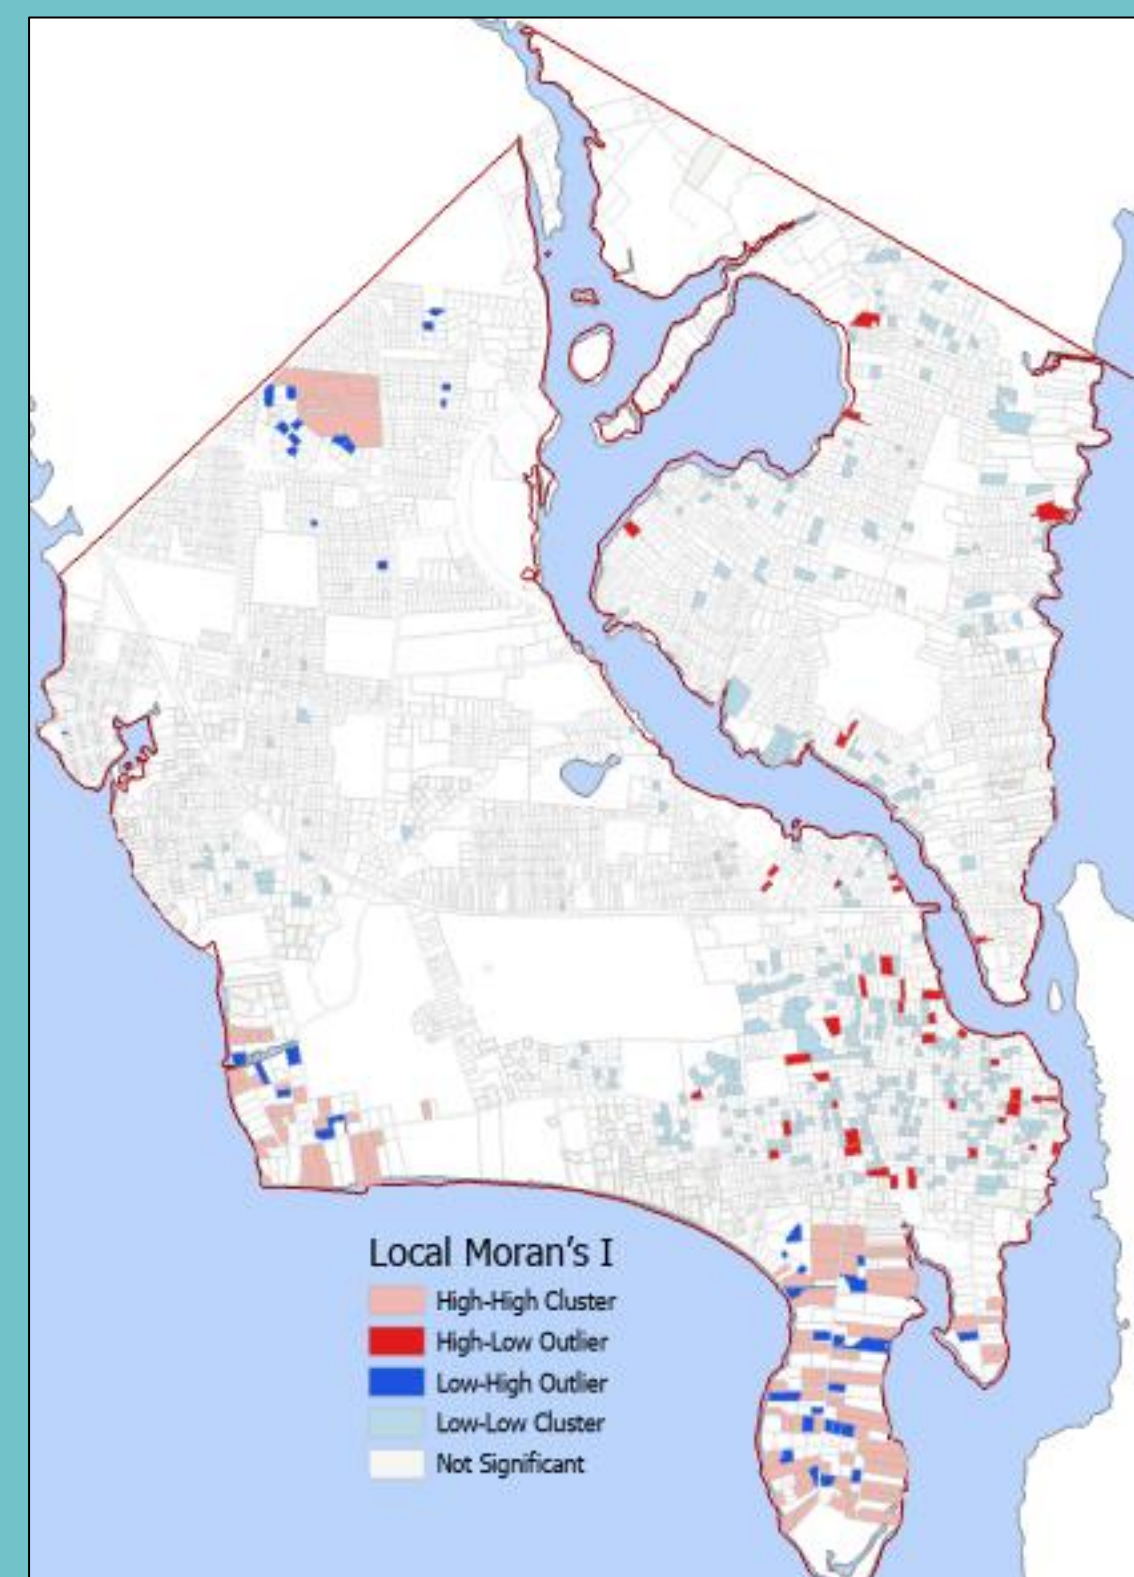 Local Moran's I
High-High Cluster
High-Low Outlier
Low-High Outlier
Low-Low Cluster
Not Significant